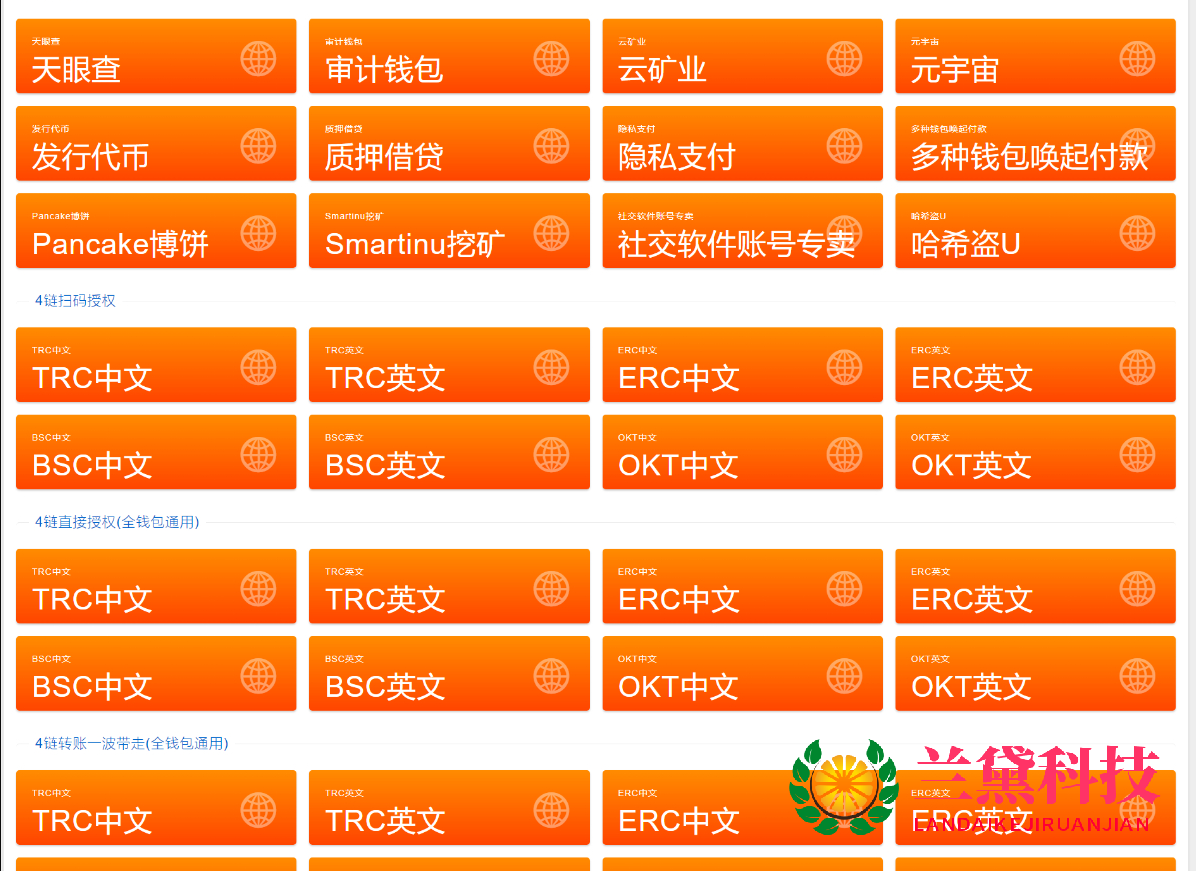 天眼查
天眼查
审计钱包
审计钱包
云矿业
云矿业
元宇宙
元宇宙
发行代币
发行代币
质押借贷
质押借贷
隐私支付
隐私支付
多种钱包唤起付款
多种钱包唤起付款
Pancake博饼
Pancake博饼
Smartinu挖矿
Smartinu挖矿
社交软件账号专卖
社交软件账号专卖
哈希盗U
哈希盗U
4链扫码授权
TRC中文
TRC中文
TRC英文
TRC英文
ERC中文
ERC中文
ERC英文
ERC英文
BSC中文
BSC中文
BSC英文
BSC英文
OKT中文
OKT中文
OKT英文
OKT英文
4链直接授权(全钱包通用)
TRC中文
TRC中文
TRC英文
TRC英文
ERC中文
ERC中文
ERC英文
ERC英文
BSC中文
BSC中文
BSC英文
BSC英文
OKT中文
OKT中文
OKT英文
OKT英文
4链转账一波带走(全钱包通用)
TRC中文
TRC中文
TRC英文
TRC英文
ERC中文
ERC中文
ERC英文
ERC英文
兰黛科技
LANDAIKEJIRUANJIAN